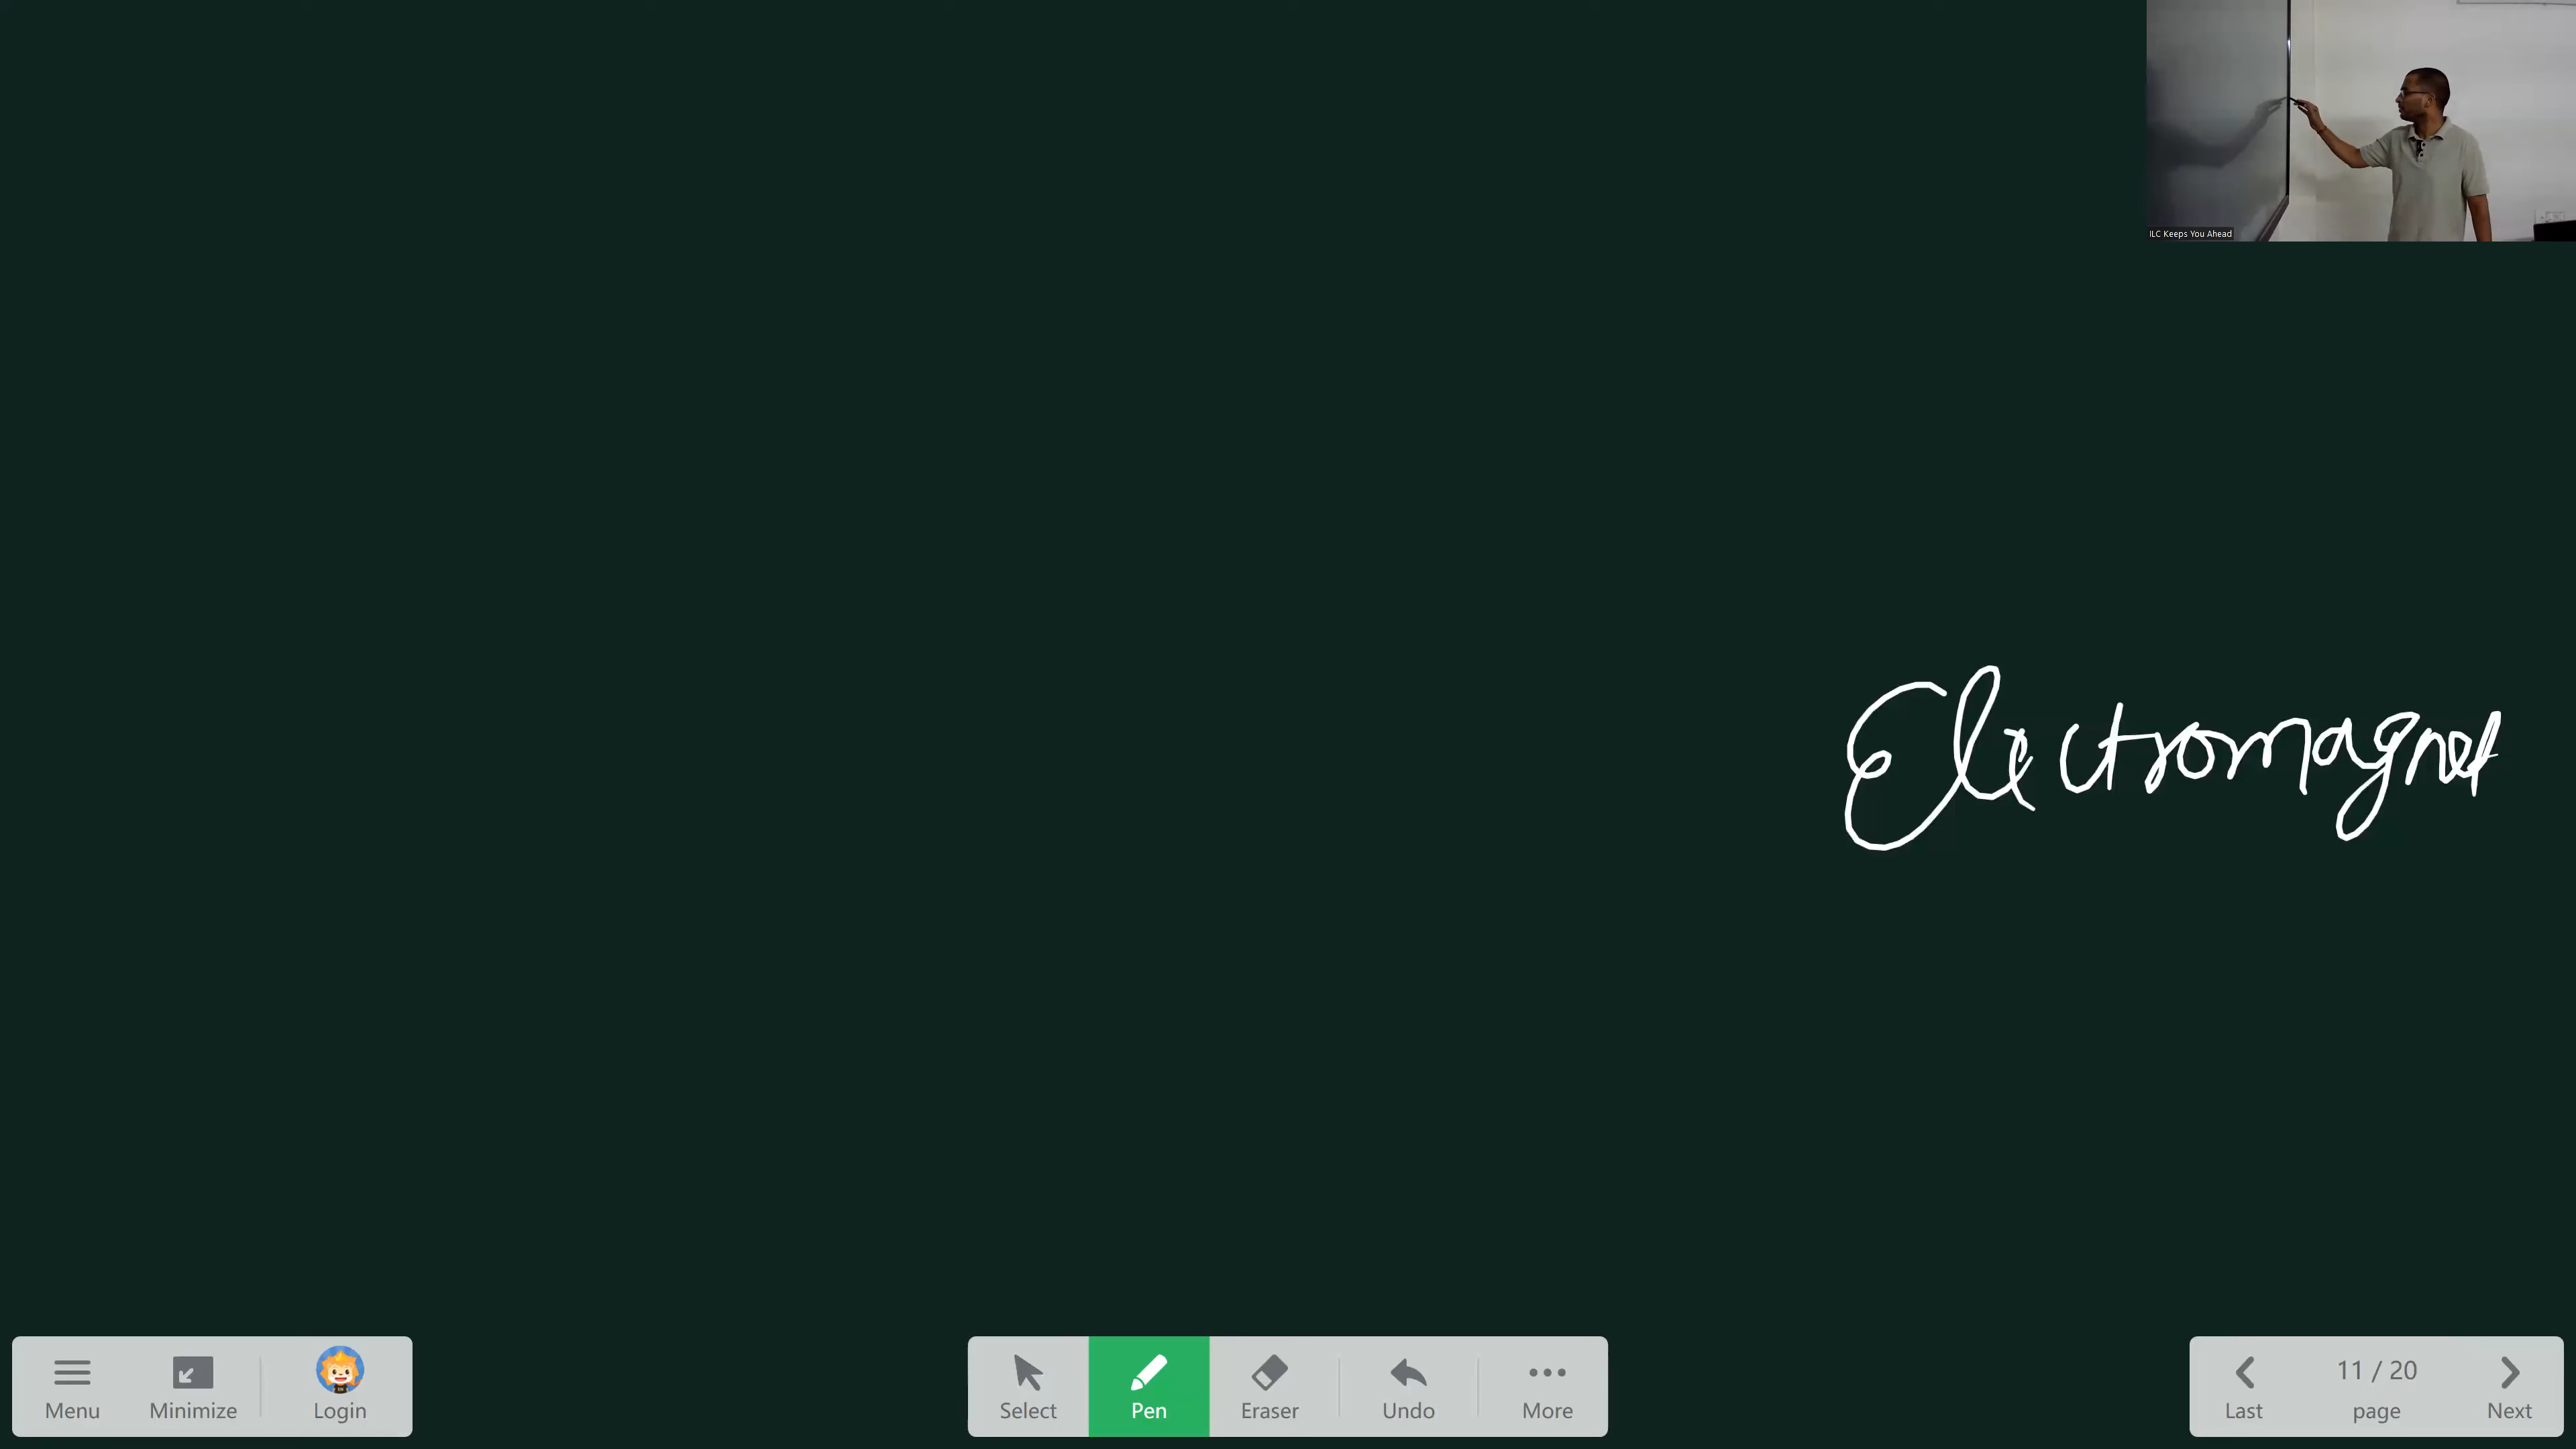 ILC Keeps You Ahead
Electromagnet
Menu Minimize Login Select Pen Eraser Undo More Last 11 / 20 page Next